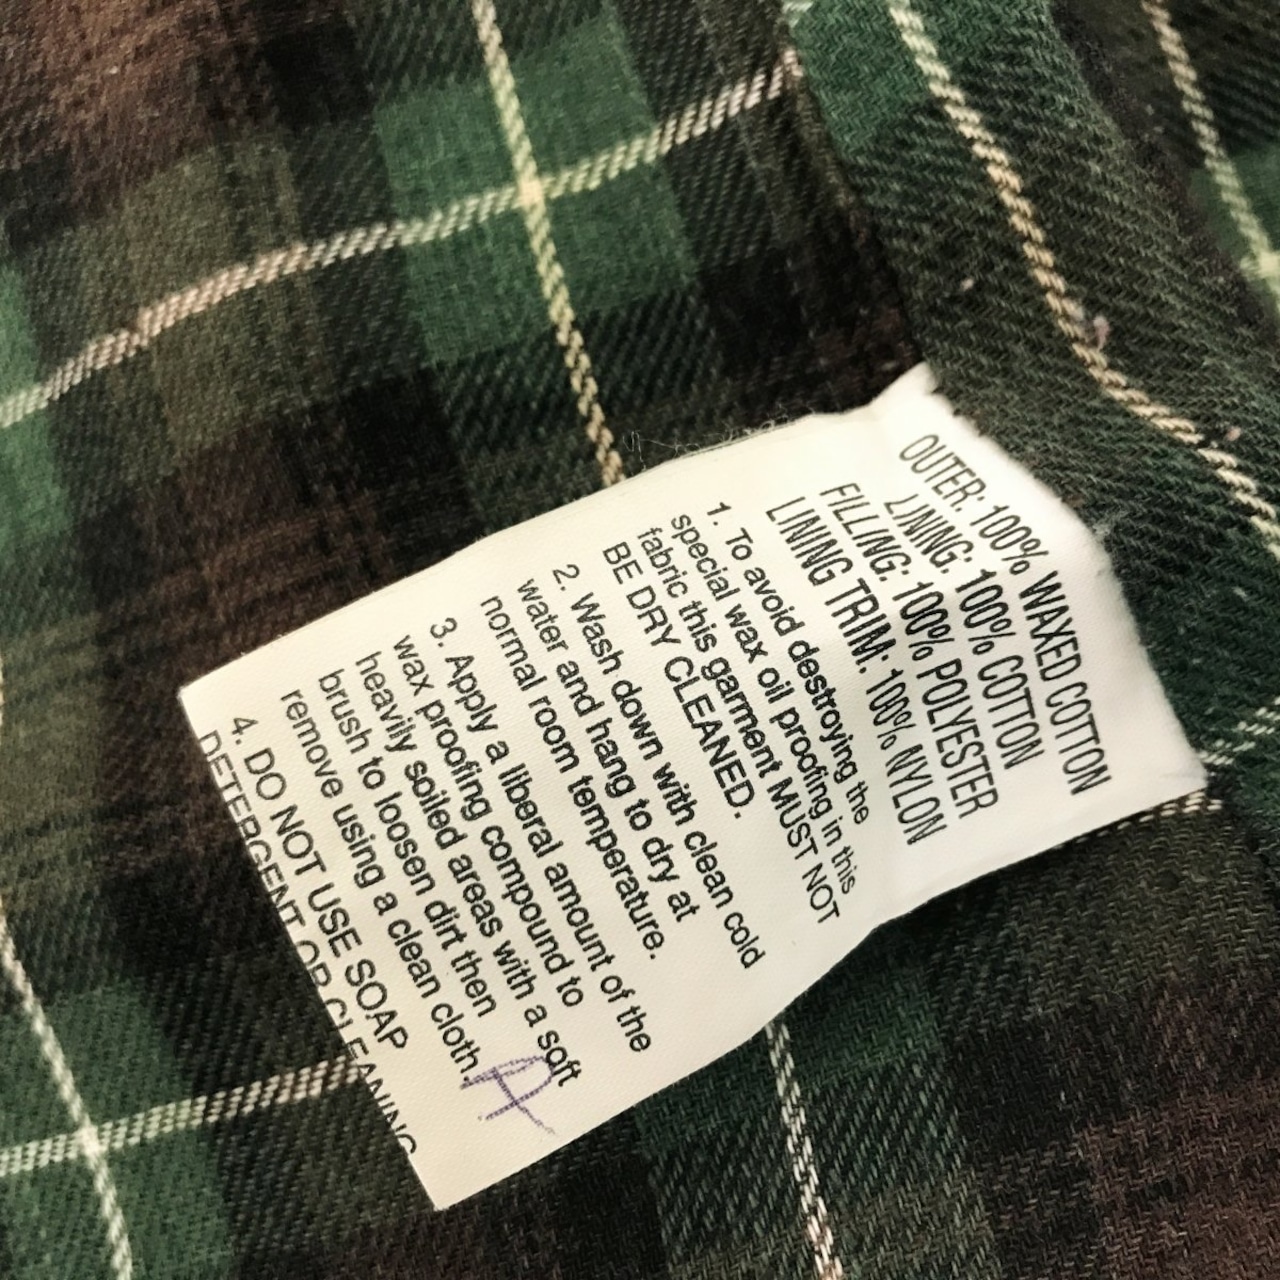 OUTER: 100% WAXED COTTON
LINING: 100% COTTON
FILLING: 100% POLYESTER
LINING TRIM: 100% NYLON
1. To avoid destroying the
special wax oil proofing in this
fabric this garment MUST NOT
BE DRY CLEANED.
2. Wash down with clean cold
water and hang to dry at
normal room temperature.
3. Apply a liberal amount of the
wax proofing compound to
heavily soiled areas with a soft
brush to loosen dirt then
remove using a clean cloth.
4. DO NOT USE SOAP
DETERGENT OR CLEANING